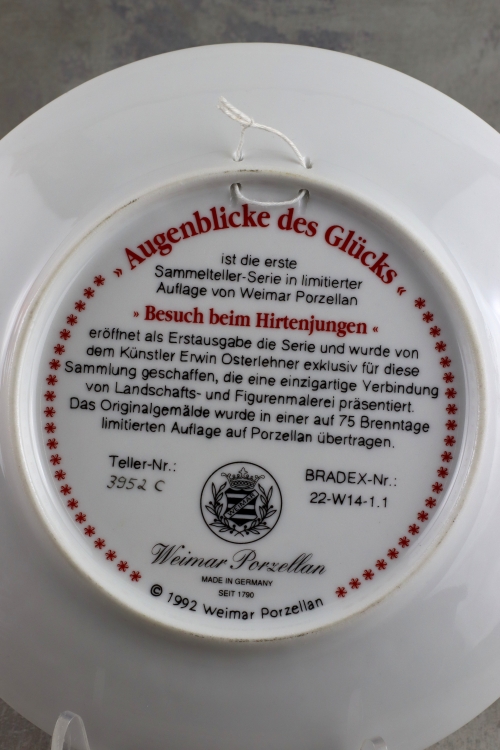 » Augenblicke des Glücks «
ist die erste
Sammelteller-Serie in limitierter
Auflage von Weimar Porzellan
» Besuch beim Hirtenjungen «
eröffnet als Erstausgabe die Serie und wurde von
dem Künstler Erwin Osterlehner exklusiv für diese
Sammlung geschaffen, die eine einzigartige Verbindung
von Landschafts- und Figurenmalerei präsentiert.
Das Originalgemälde wurde in einer auf 75 Brenntage
limitierten Auflage auf Porzellan übertragen.
Teller-Nr.:
3952 C
BRADEX-Nr.:
22-W14-1.1
Weimar Porzellan
MADE IN GERMANY
SEIT 1790
© 1992 Weimar Porzellan